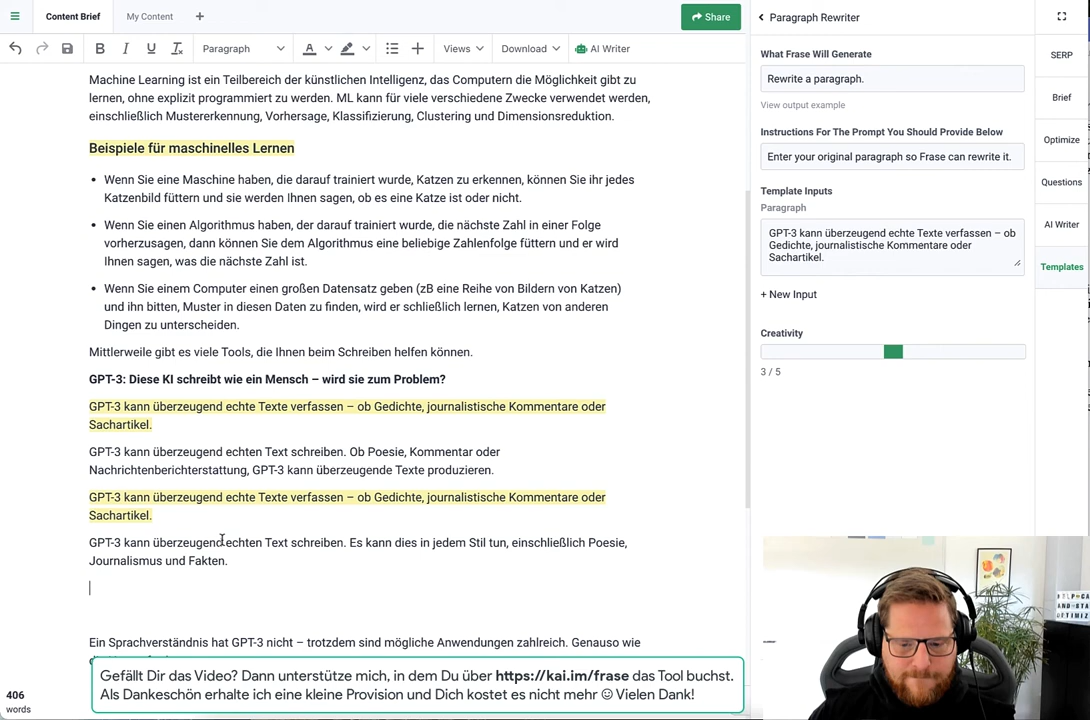 Content Brief
My Content
+
Share
Paragraph Rewriter
B I U
Paragraph
A
Views
Download
AI Writer
SERP
Brief
Optimize
Questions
AI Writer
Templates
Machine Learning ist ein Teilbereich der künstlichen Intelligenz, das Computern die Möglichkeit gibt zu
lernen, ohne explizit programmiert zu werden. ML kann für viele verschiedene Zwecke verwendet werden,
einschließlich Mustererkennung, Vorhersage, Klassifizierung, Clustering und Dimensionsreduktion.
Beispiele für maschinelles Lernen
• Wenn Sie eine Maschine haben, die darauf trainiert wurde, Katzen zu erkennen, können Sie ihr jedes
Katzenbild füttern und sie werden Ihnen sagen, ob es eine Katze ist oder nicht.
• Wenn Sie einen Algorithmus haben, der darauf trainiert wurde, die nächste Zahl in einer Folge
vorherzusagen, dann können Sie dem Algorithmus eine beliebige Zahlenfolge füttern und er wird
Ihnen sagen, was die nächste Zahl ist.
• Wenn Sie einem Computer einen großen Datensatz geben (zB eine Reihe von Bildern von Katzen)
und ihn bitten, Muster in diesen Daten zu finden, wird er schließlich lernen, Katzen von anderen
Dingen zu unterscheiden.
Mittlerweile gibt es viele Tools, die Ihnen beim Schreiben helfen können.
GPT-3: Diese KI schreibt wie ein Mensch – wird sie zum Problem?
GPT-3 kann überzeugend echte Texte verfassen – ob Gedichte, journalistische Kommentare oder
Sachartikel.
GPT-3 kann überzeugend echten Text schreiben. Ob Poesie, Kommentar oder
Nachrichtenberichterstattung, GPT-3 kann überzeugende Texte produzieren.
GPT-3 kann überzeugend echte Texte verfassen – ob Gedichte, journalistische Kommentare oder
Sachartikel.
GPT-3 kann überzeugend echten Text schreiben. Es kann dies in jedem Stil tun, einschließlich Poesie,
Journalismus und Fakten.
Ein Sprachverständnis hat GPT-3 nicht – trotzdem sind mögliche Anwendungen zahlreich. Genauso wie
What Frase Will Generate
Rewrite a paragraph.
View output example
Instructions For The Prompt You Should Provide Below
Enter your original paragraph so Frase can rewrite it.
Template Inputs
Paragraph
GPT-3 kann überzeugend echte Texte verfassen – ob
Gedichte, journalistische Kommentare oder
Sachartikel.
+ New Input
Creativity
3 / 5
406
words
Gefällt Dir das Video? Dann unterstütze mich, in dem Du über https://kai.im/frase das Tool buchst.
Als Dankeschön erhalte ich eine kleine Provision und Dich kostet es nicht mehr ☺ Vielen Dank!